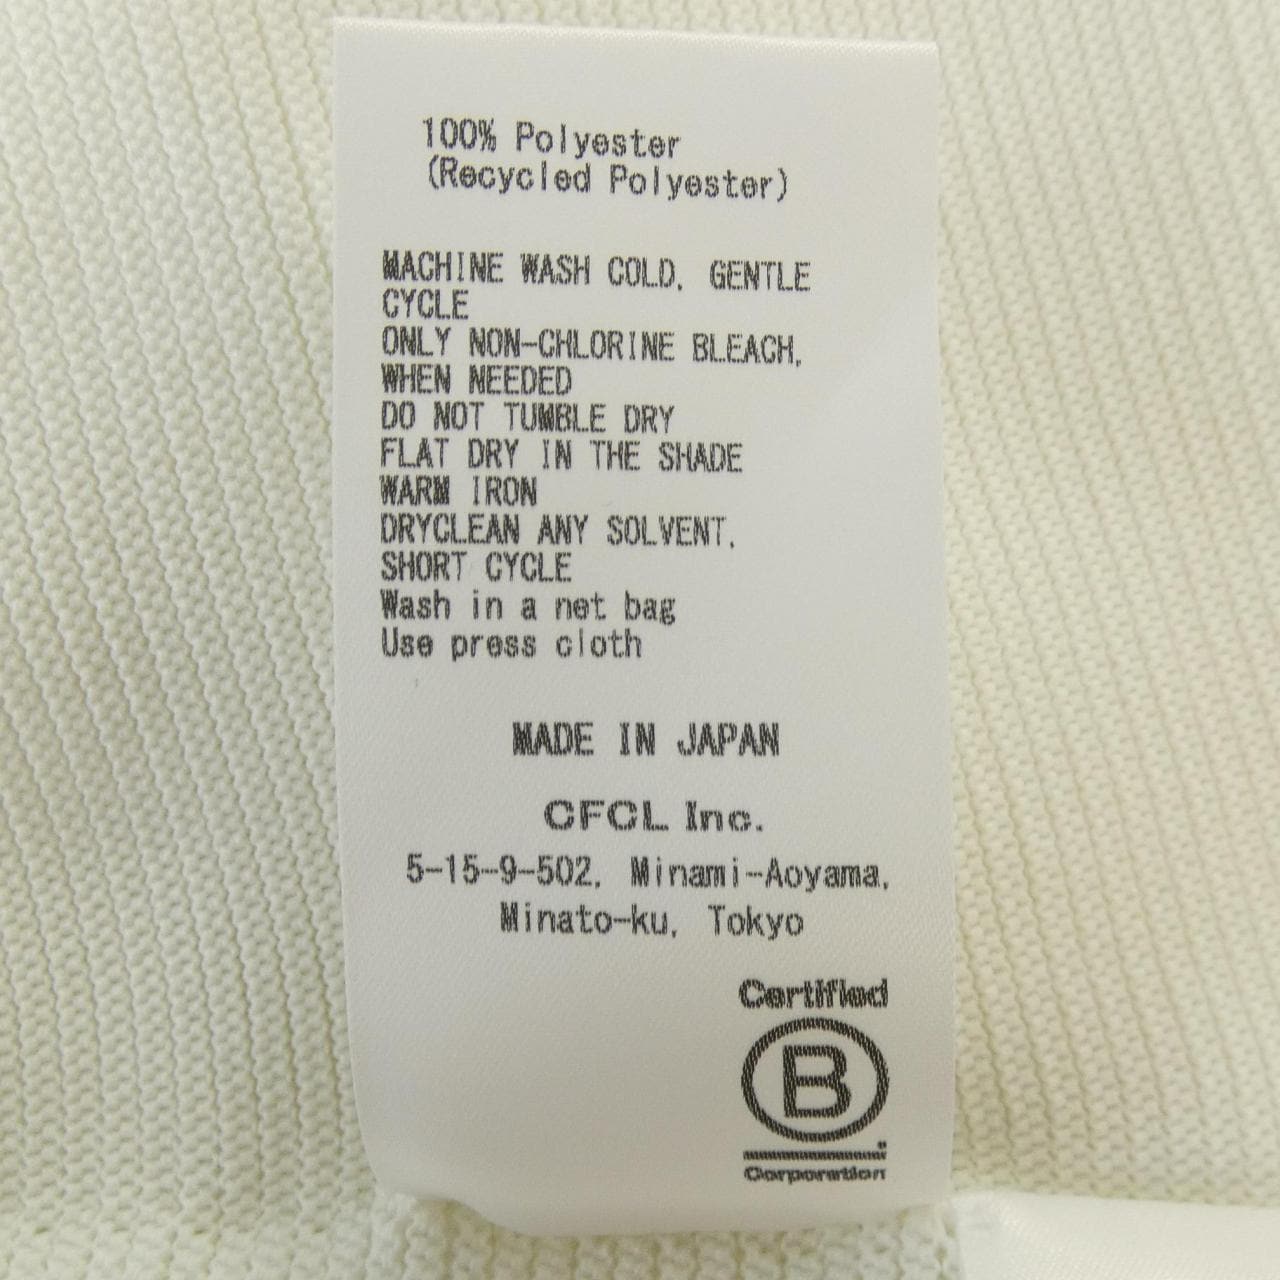 100% Polyester
(Recycled Polyester)
MACHINE WASH COLD, GENTLE
CYCLE
ONLY NON-CHLORINE BLEACH,
WHEN NEEDED
DO NOT TUMBLE DRY
FLAT DRY IN THE SHADE
WARM IRON
DRYCLEAN ANY SOLVENT,
SHORT CYCLE
Wash in a net bag
Use press cloth
MADE IN JAPAN
CFCL Inc.
5-15-9-502, Minami-Aoyama,
Minato-ku, Tokyo
Certified
B
Corporation